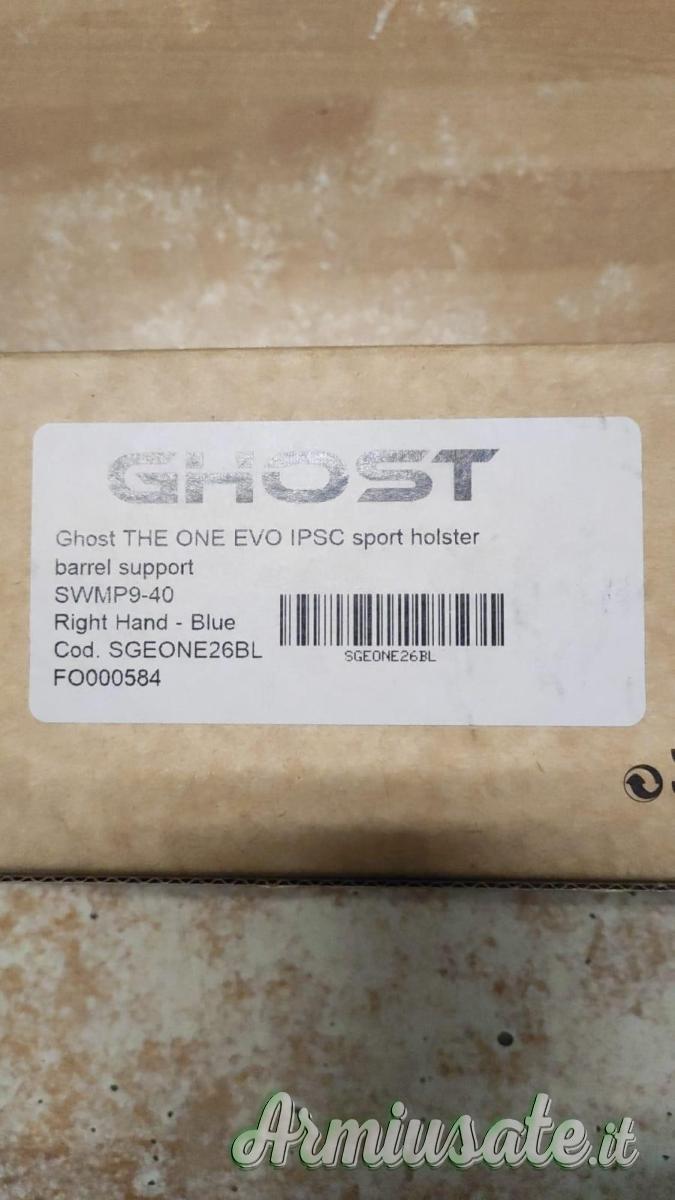 GHOST
Ghost THE ONE EVO IPSC sport holster
barrel support
SWMP9-40
Right Hand - Blue
Cod. SGEONE26BL
SGEONE26BL
FO000584
Armiusate.it